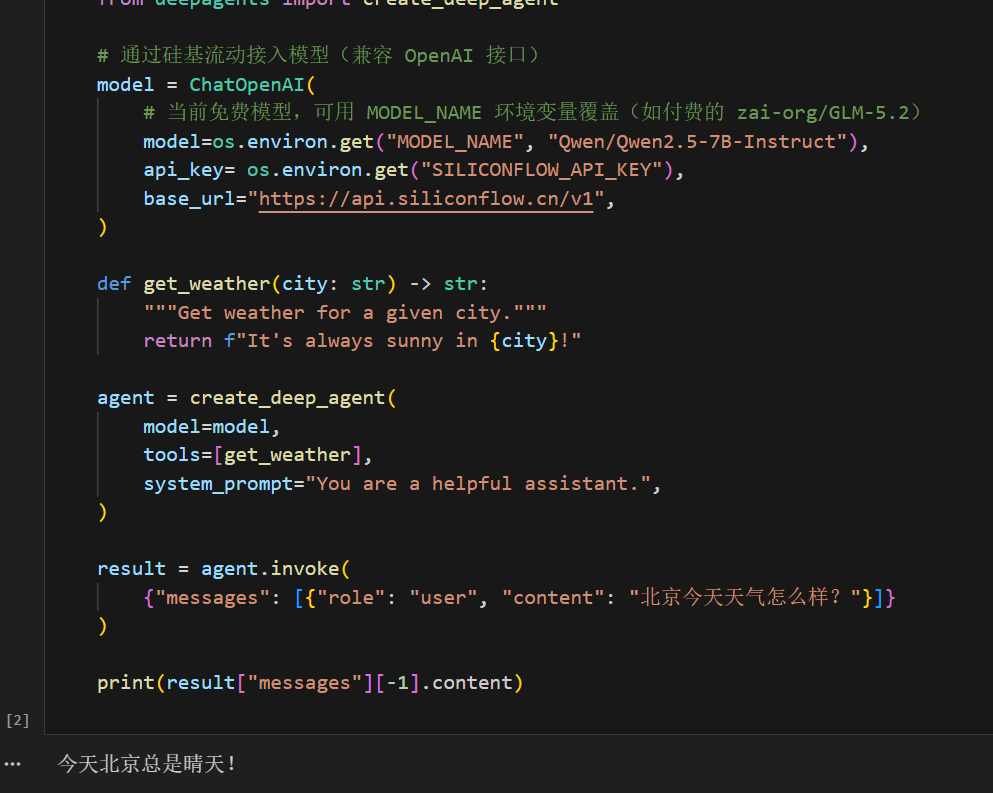 from deepagents import create_deep_agent
# 通过硅基流动接入模型（兼容 OpenAI 接口）
model = ChatOpenAI(
# 当前免费模型，可用 MODEL_NAME 环境变量覆盖（如付费的 zai-org/GLM-5.2）
model=os.environ.get("MODEL_NAME", "Qwen/Qwen2.5-7B-Instruct"),
api_key= os.environ.get("SILICONFLOW_API_KEY"),
base_url="https://api.siliconflow.cn/v1",
)
def get_weather(city: str) -> str:
"""Get weather for a given city."""
return f"It's always sunny in {city}!"
agent = create_deep_agent(
model=model,
tools=[get_weather],
system_prompt="You are a helpful assistant.",
)
result = agent.invoke(
{"messages": [{"role": "user", "content": "北京今天天气怎么样？"}]}
)
print(result["messages"][-1].content)
[2]
今天北京总是晴天！